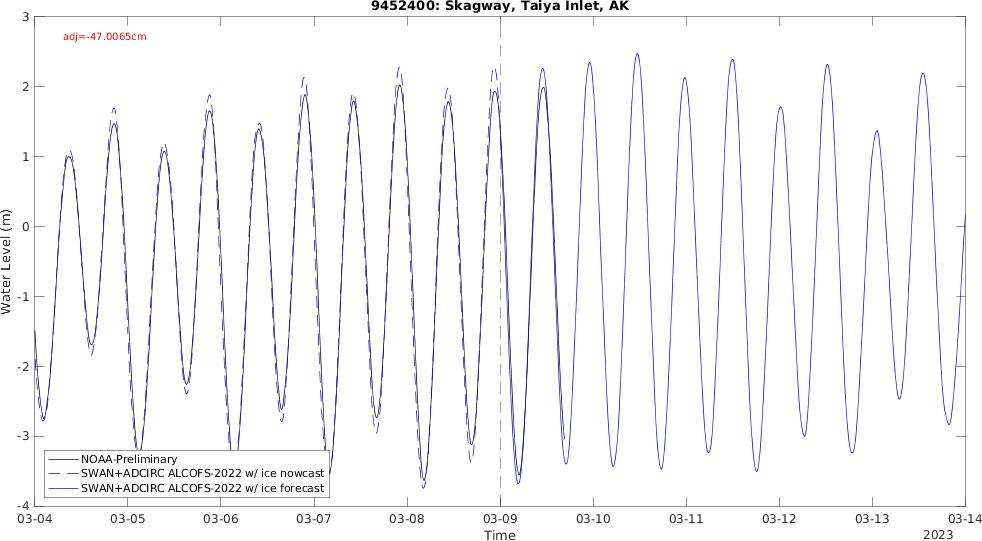 9452400: Skagway, Taiya Inlet, AK
adj=-47.0065cm
Water Level (m)
3
2
1
0
-1
-2
-3
-4
NOAA-Preliminary
SWAN+ADCIRC ALCOFS-2022 w/ ice nowcast
SWAN+ADCIRC ALCOFS-2022 w/ ice forecast
03-04 03-05 03-06 03-07 03-08 03-09 03-10 03-11 03-12 03-13 03-14
Time
2023